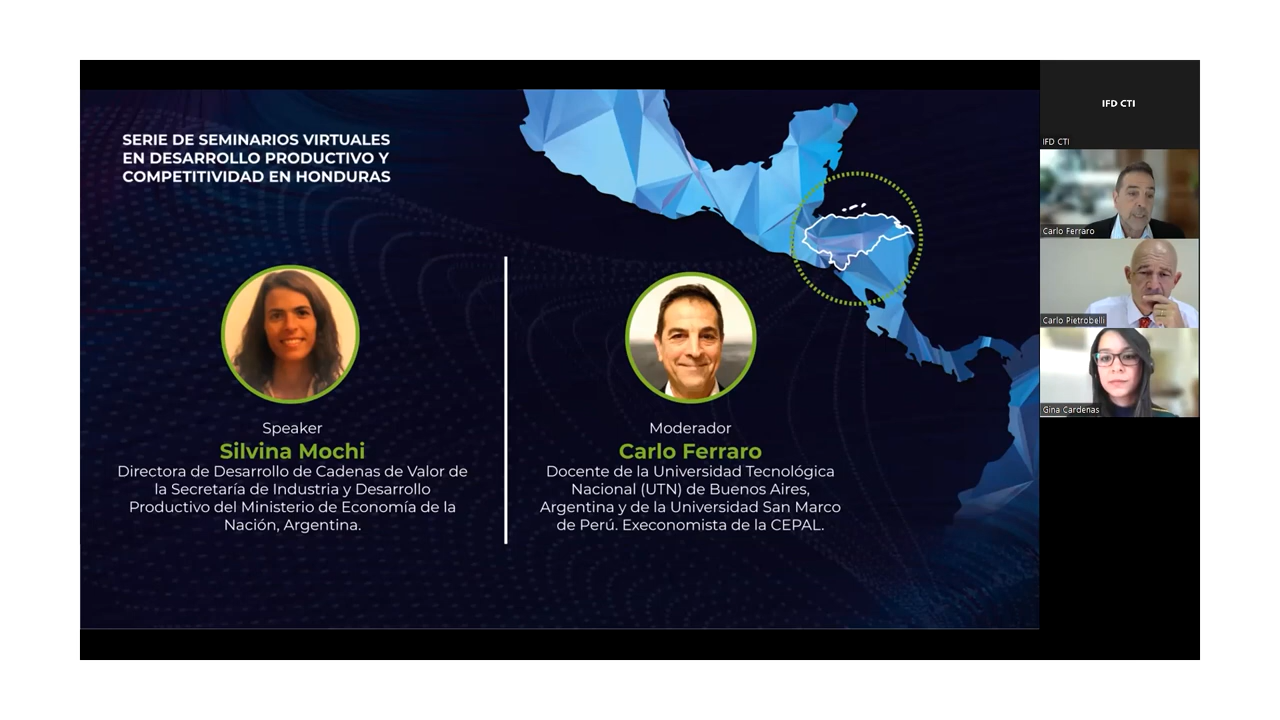 SERIE DE SEMINARIOS VIRTUALES
EN DESARROLLO PRODUCTIVO Y
COMPETITIVIDAD EN HONDURAS
Speaker
Silvina Mochi
Directora de Desarrollo de Cadenas de Valor de
la Secretaría de Industria y Desarrollo
Productivo del Ministerio de Economía de la
Nación, Argentina.
Moderador
Carlo Ferraro
Docente de la Universidad Tecnológica
Nacional (UTN) de Buenos Aires,
Argentina y de la Universidad San Marco
de Perú. Execonomista de la CEPAL.
IFD CTI
IFD CTI
Carlo Ferraro
Carlo Pietrobelli
Gina Cardenas